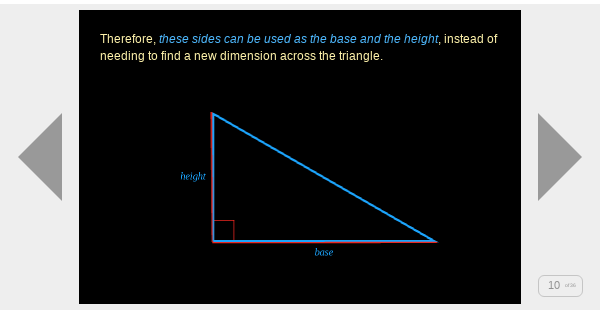 Therefore, these sides can be used as the base and the height, instead of
needing to find a new dimension across the triangle.
height
base
10